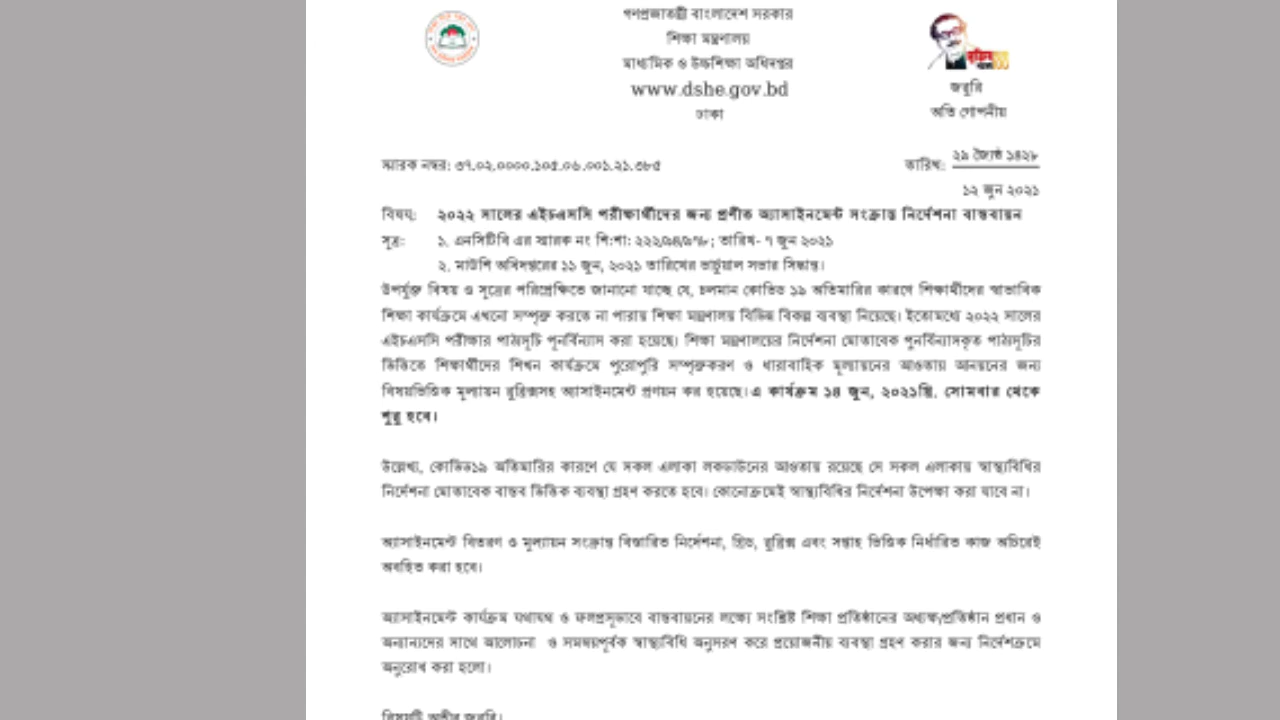 গণপ্রজাতন্ত্রী বাংলাদেশ সরকার
শিক্ষা মন্ত্রণালয়
মাধ্যমিক ও উচ্চশিক্ষা অধিদপ্তর
www.dshe.gov.bd
ঢাকা
জরুরি
অতি গোপনীয়
স্মারক নম্বর: ৩৭.০২.০০০০.১০৫.০৬.০০১.২১.৩৮৫
তারিখ: ২৯ জ্যৈষ্ঠ ১৪২৮
১২ জুন ২০২১
বিষয়: ২০২২ সালের এইচএসসি পরীক্ষার্থীদের জন্য প্রণীত অ্যাসাইনমেন্ট সংক্রান্ত নির্দেশনা বাস্তবায়ন
সূত্র: ১. এনসিটিবি এর স্মারক নং শি:শা: তারিখ- ৭ জুন ২০২১
২. মাউশি অধিদপ্তরের ১১ জুন, ২০২১ তারিখের ভার্চুয়াল সভার সিদ্ধান্ত।
উপর্যুক্ত বিষয় ও সূত্রের পরিপ্রেক্ষিতে জানানো যাচ্ছে যে, চলমান কোভিড ১৯ অতিমারির কারণে শিক্ষার্থীদের স্বাভাবিক
শিক্ষা কার্যক্রমে এখনো সম্পৃক্ত করতে না পারায় শিক্ষা মন্ত্রণালয় বিভিন্ন বিকল্প ব্যবস্থা নিয়েছে। ইতোমধ্যে ২০২২ সালের
এইচএসসি পরীক্ষার পাঠ্যসূচি পুনর্বিন্যাস করা হয়েছে। শিক্ষা মন্ত্রণালয়ের নির্দেশনা মোতাবেক পুনর্বিন্যাসকৃত পাঠ্যসূচির
ভিত্তিতে শিক্ষার্থীদের শিখন কার্যক্রমে পুরোপুরি সম্পৃক্তকরণ ও ধারাবাহিক মূল্যায়নের আওতায় আনয়নের জন্য
বিষয়ভিত্তিক মূল্যায়ন রুব্রিক্সসহ অ্যাসাইনমেন্ট প্রণয়ন কর হয়েছে। এ কার্যক্রম ১৪ জুন, ২০২১খ্রি. সোমবার থেকে
শুরু হবে।
উল্লেখ্য, কোভিড১৯ অতিমারির কারণে যে সকল এলাকা লকডাউনের আওতায় রয়েছে সে সকল এলাকায় স্বাস্থ্যবিধির
নির্দেশনা মোতাবেক বাস্তব ভিত্তিক ব্যবস্থা গ্রহণ করতে হবে। কোনোক্রমেই স্বাস্থ্যবিধির নির্দেশনা উপেক্ষা করা যাবে না।
অ্যাসাইনমেন্ট বিতরণ ও মূল্যায়ন সংক্রান্ত বিস্তারিত নির্দেশনা, গ্রিড, রুব্রিক্স এবং সপ্তাহ ভিত্তিক নির্ধারিত কাজ অচিরেই
অবহিত করা হবে।
অ্যাসাইনমেন্ট কার্যক্রম যথাযথ ও ফলপ্রসূভাবে বাস্তবায়নের লক্ষ্যে সংশ্লিষ্ট শিক্ষা প্রতিষ্ঠানের অধ্যক্ষ/প্রতিষ্ঠান প্রধান ও
অন্যান্যদের সাথে আলোচনা ও সমন্বয়পূর্বক স্বাস্থ্যবিধি অনুসরণ করে প্রয়োজনীয় ব্যবস্থা গ্রহণ করার জন্য নির্দেশক্রমে
অনুরোধ করা হলো।
বিষয়টি অতীব জরুরি।